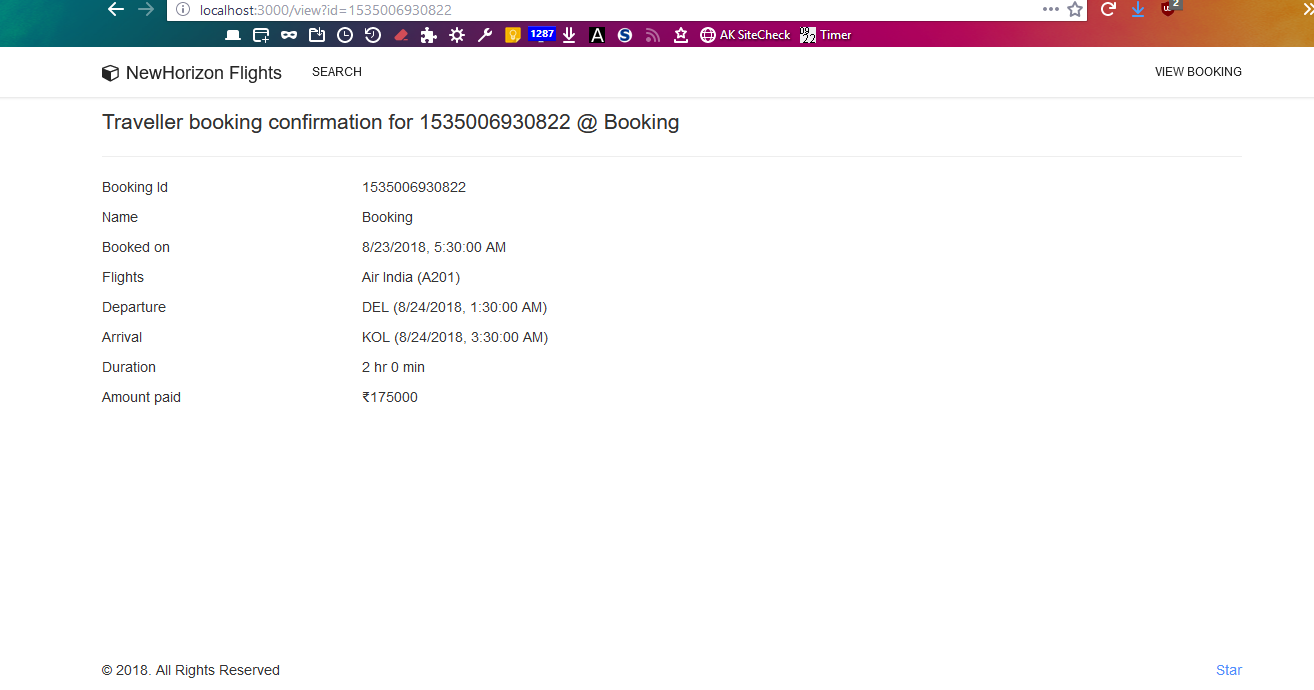 localhost:3000/view?id=1535006930822
2
1287
A
S
AK SiteCheck
Timer
NewHorizon Flights
SEARCH
VIEW BOOKING
Traveller booking confirmation for 1535006930822 @ Booking
Booking Id 1535006930822
Name Booking
Booked on 8/23/2018, 5:30:00 AM
Flights Air India (A201)
Departure DEL (8/24/2018, 1:30:00 AM)
Arrival KOL (8/24/2018, 3:30:00 AM)
Duration 2 hr 0 min
Amount paid ₹175000
© 2018. All Rights Reserved
Star